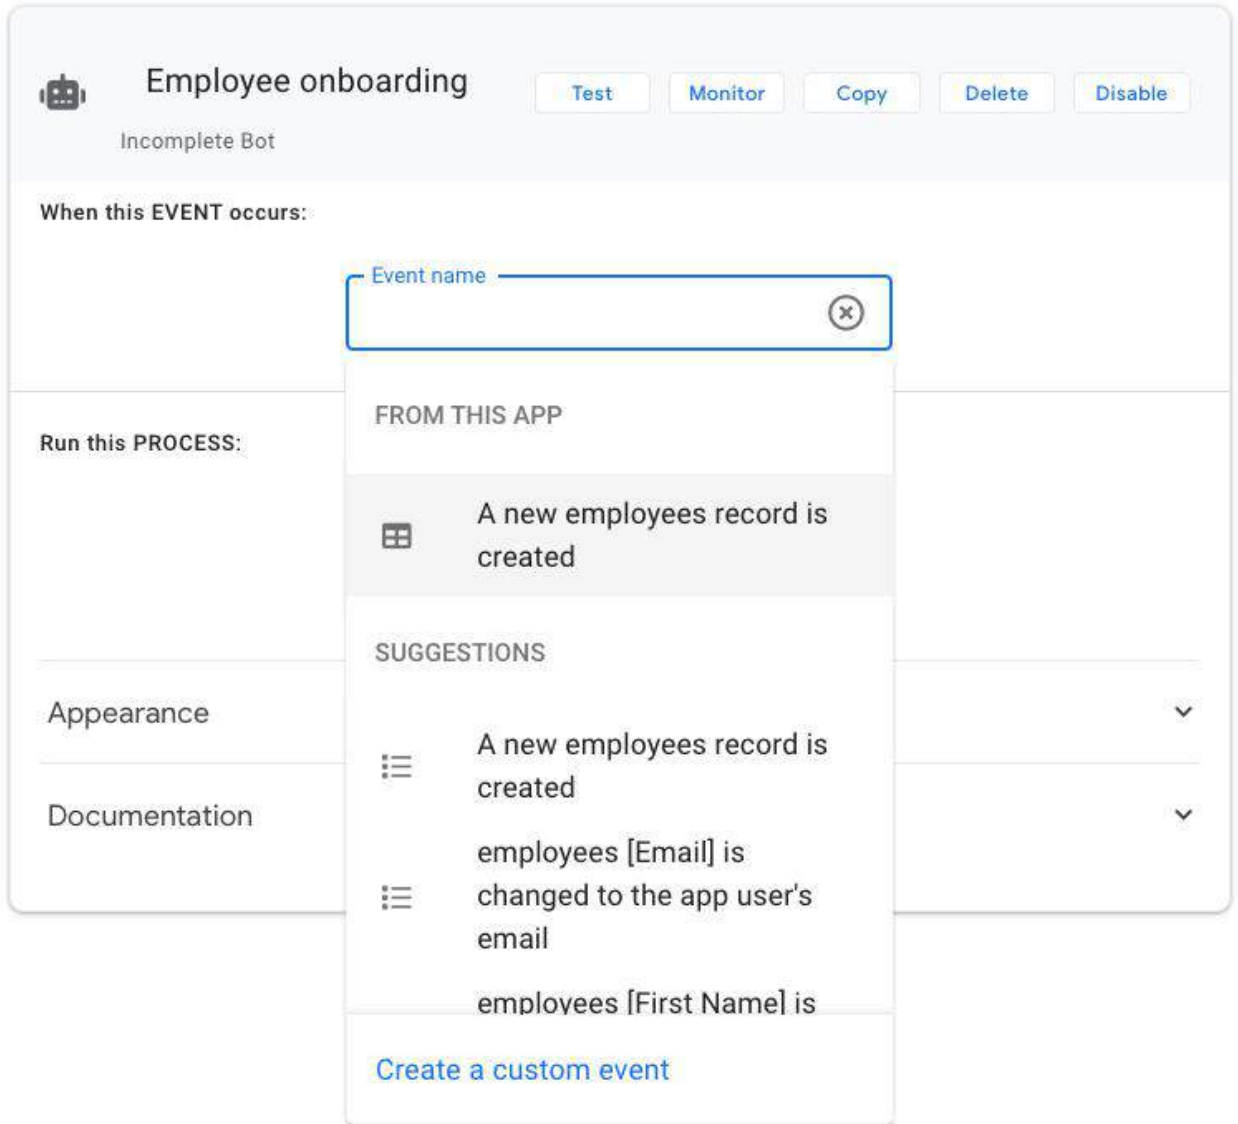 Employee onboarding
Test
Monitor
Copy
Delete
Disable
Incomplete Bot
When this EVENT occurs:
Event name
FROM THIS APP
Run this PROCESS:
A new employees record is
created
SUGGESTIONS
Appearance
A new employees record is
created
Documentation
employees [Email] is
changed to the app user's
email
employees [First Name] is
Create a custom event